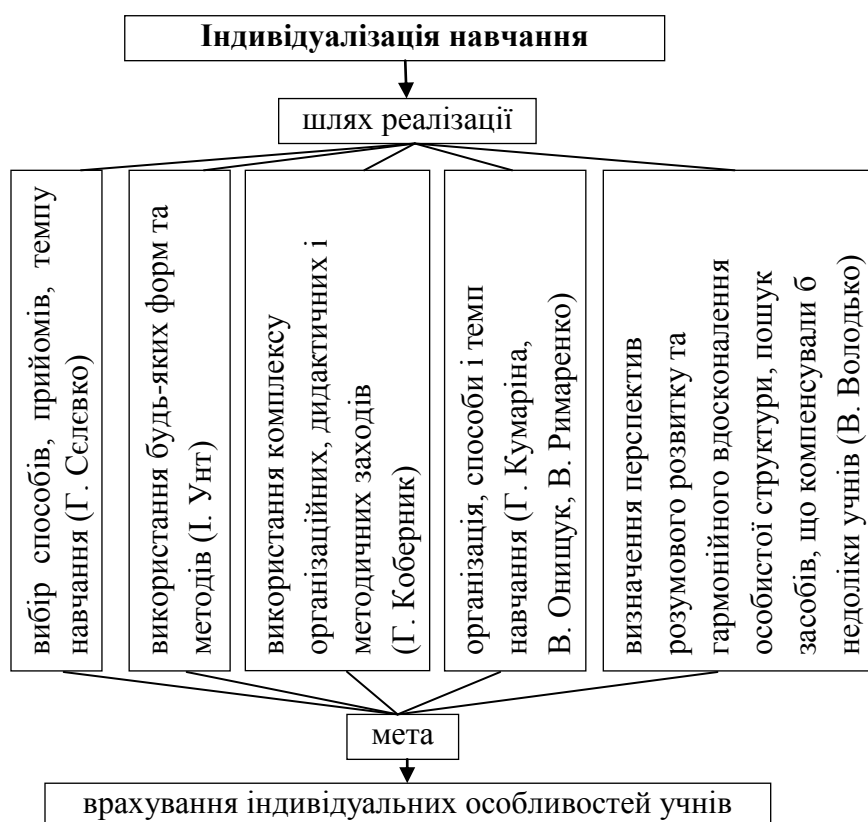 Індивідуалізація навчання
шлях реалізації
вибір способів, прийомів, темпу
навчання (Г. Сєлєвко)
використання будь-яких форм та
методів (І. Унт)
використання комплексу
організаційних, дидактичних і
методичних заходів
(Г. Коберник)
організація, способи і темп
навчання (Г. Кумаріна,
В. Онищук, В. Римаренко)
визначення перспектив
розумового розвитку та
гармонійного вдосконалення
особистої структури, пошук
засобів, що компенсували б
недоліки учнів (В. Володько)
мета
врахування індивідуальних особливостей учнів